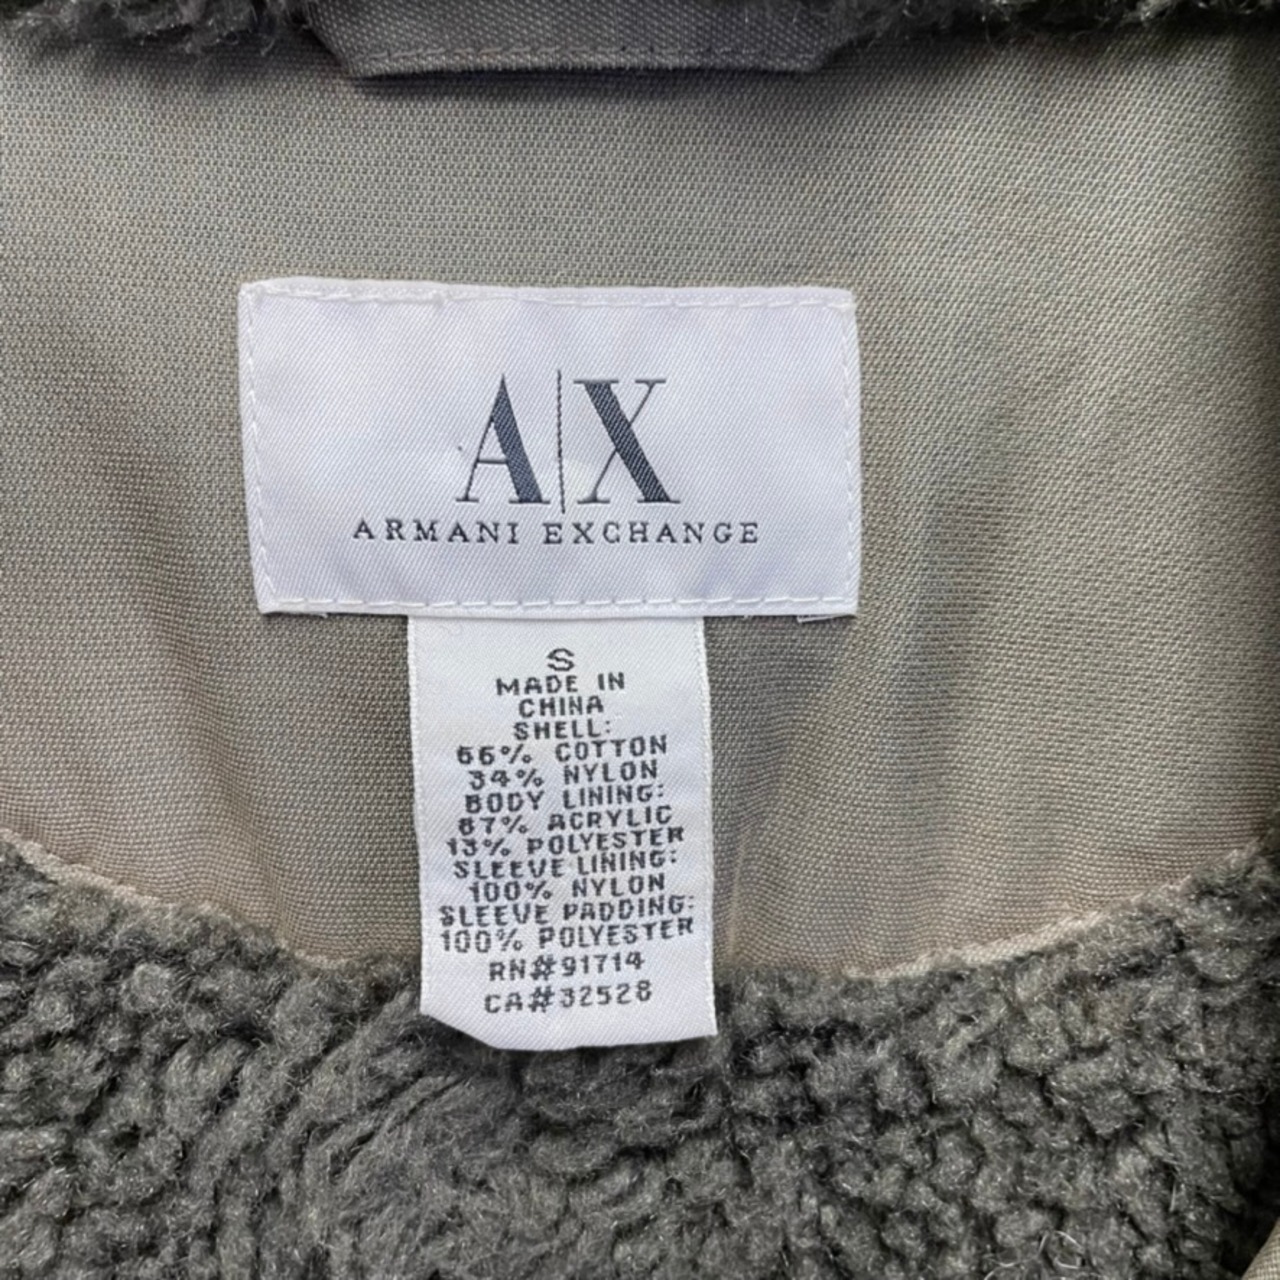 A|X
ARMANI EXCHANGE
S
MADE IN
CHINA
SHELL:
66% COTTON
34% NYLON
BODY LINING:
87% ACRYLIC
13% POLYESTER
SLEEVE LINING:
100% NYLON
SLEEVE PADDING:
100% POLYESTER
RN#91714
CA#32528